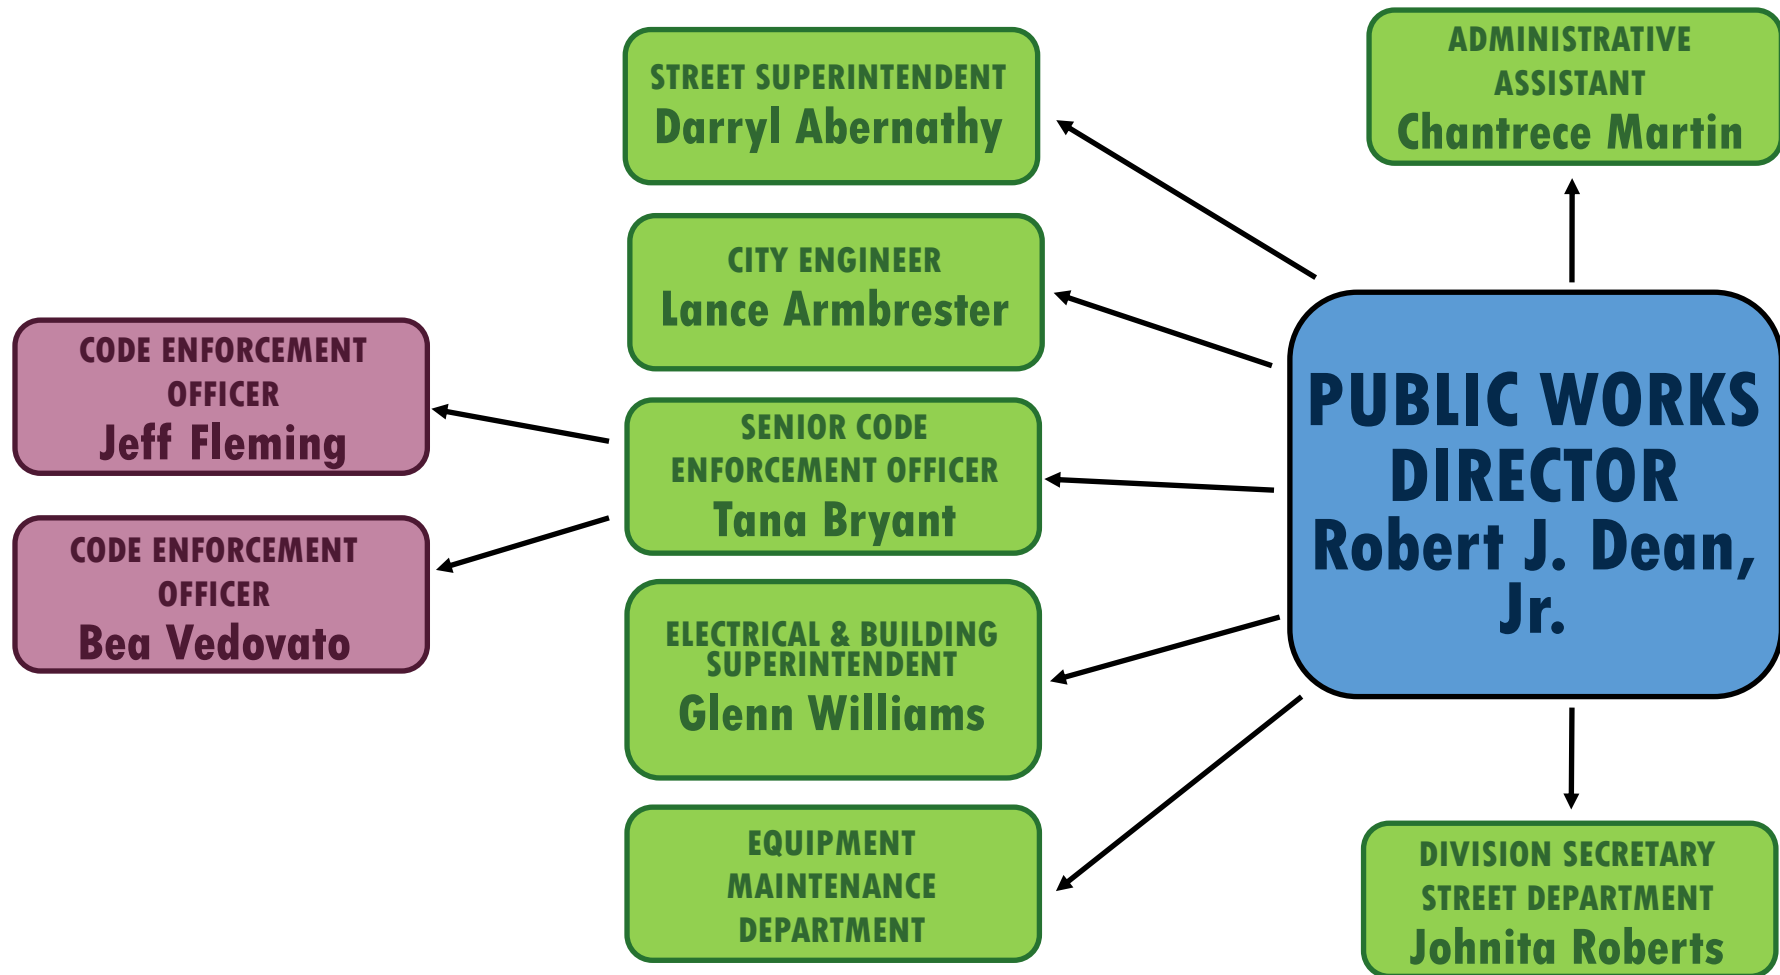 STREET SUPERINTENDENT
Darryl Abernathy
ADMINISTRATIVE
ASSISTANT
Chantrece Martin
CITY ENGINEER
Lance Armbrester
CODE ENFORCEMENT
OFFICER
Jeff Fleming
PUBLIC WORKS
DIRECTOR
Robert J. Dean,
Jr.
SENIOR CODE
ENFORCEMENT OFFICER
Tana Bryant
CODE ENFORCEMENT
OFFICER
Bea Vedovato
ELECTRICAL & BUILDING
SUPERINTENDENT
Glenn Williams
EQUIPMENT
MAINTENANCE
DEPARTMENT
DIVISION SECRETARY
STREET DEPARTMENT
Johnita Roberts